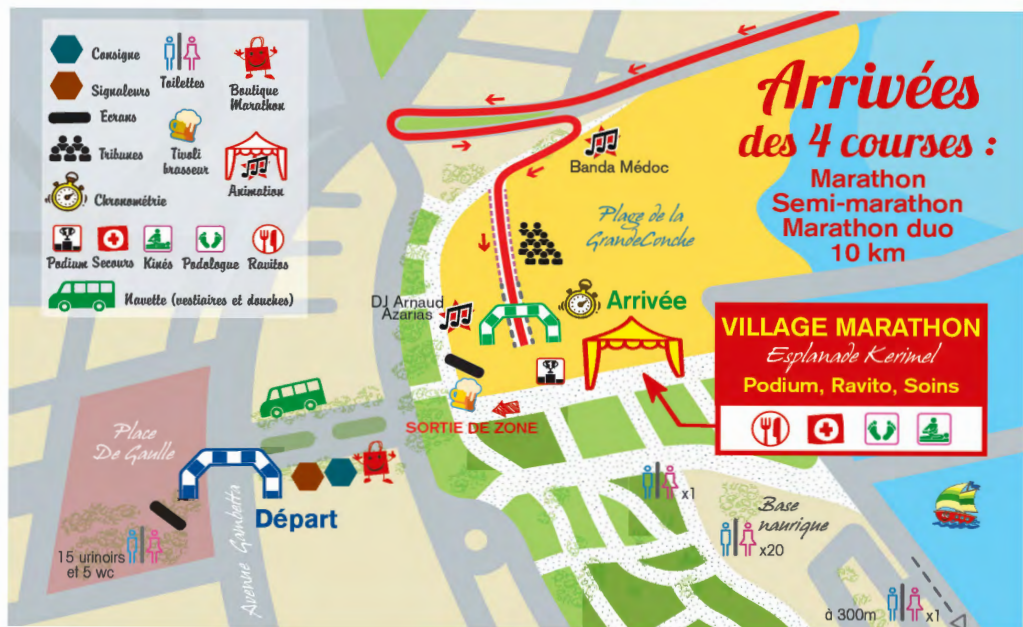 Consigne
Toilettes
Boutique
Marathon
Signaleurs
Ecrans
Tribunes
Tivoli
brasseur
Animation
Chronométrie
Podium
Secours
Kinés
Podologue
Ravitos
Navette (vestiaires et douches)
Arrivées
des 4 courses :
Marathon
Semi-marathon
Marathon duo
10 km
Banda Médoc
Plage de la
GrandeConche
DJ Arnaud
Azarias
Arrivée
VILLAGE MARATHON
Esplanade Kerimel
Podium, Ravito, Soins
SORTIE DE ZONE
Place
De Gaulle
Départ
Avenue Gambetta
15 urinoirs
et 5 wc
x1
Base
naurique
x20
à 300m
x1